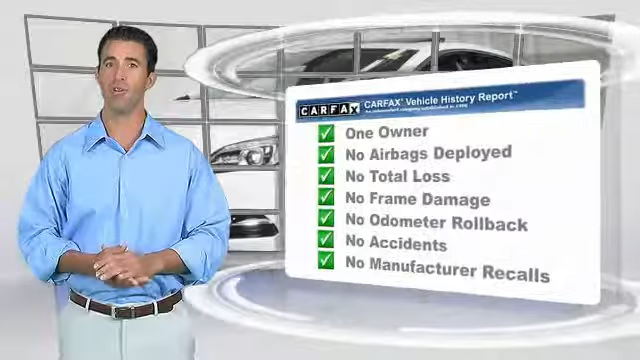 CARFAX CARFAX® Vehicle History Report™
One Owner
No Airbags Deployed
No Total Loss
No Frame Damage
No Odometer Rollback
No Accidents
No Manufacturer Recalls